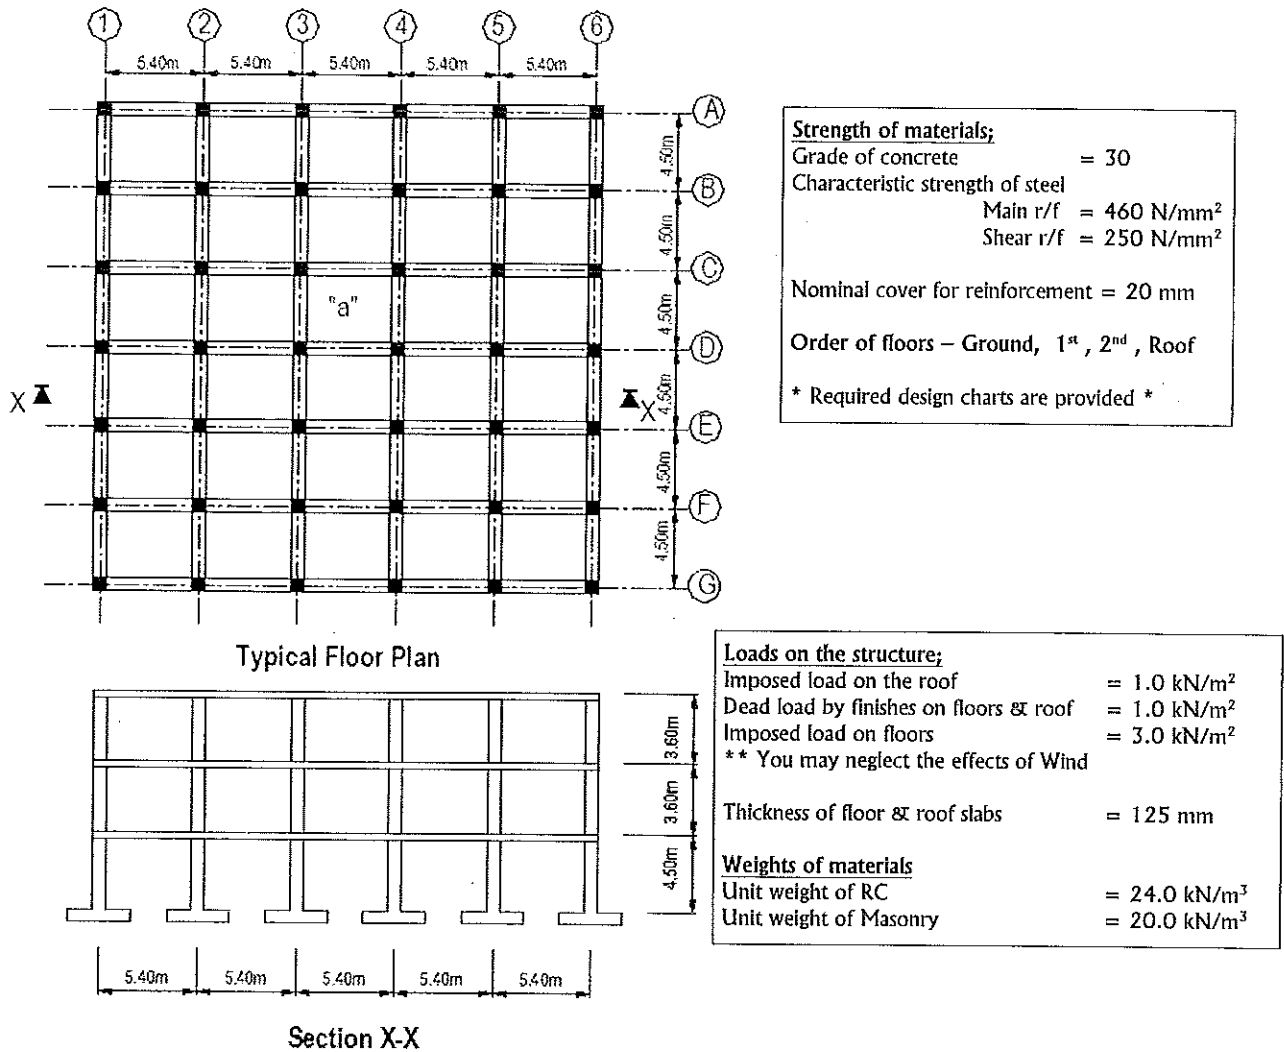 1 2 3 4 5 6
5.40m 5.40m 5.40m 5.40m 5.40m
A
4.50m
B
4.50m
C
"a"
4.50m
D
4.50m
X X
E
4.50m
F
4.50m
G
Typical Floor Plan
Strength of materials;
Grade of concrete = 30
Characteristic strength of steel
Main r/f = 460 N/mm²
Shear r/f = 250 N/mm²
Nominal cover for reinforcement = 20 mm
Order of floors – Ground, 1st , 2nd , Roof
* Required design charts are provided *
3.60m
3.60m
4.50m
5.40m 5.40m 5.40m 5.40m 5.40m
Section X-X
Loads on the structure;
Imposed load on the roof = 1.0 kN/m²
Dead load by finishes on floors & roof = 1.0 kN/m²
Imposed load on floors = 3.0 kN/m²
** You may neglect the effects of Wind
Thickness of floor & roof slabs = 125 mm
Weights of materials
Unit weight of RC = 24.0 kN/m³
Unit weight of Masonry = 20.0 kN/m³